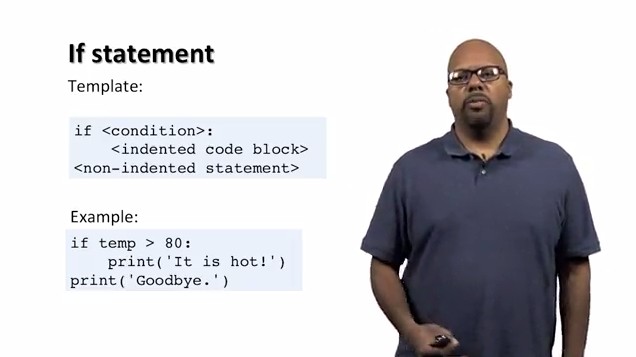 If statement
Template:
if <condition>:
    <indented code block>
<non-indented statement>
Example:
if temp > 80:
    print('It is hot!')
print('Goodbye.')